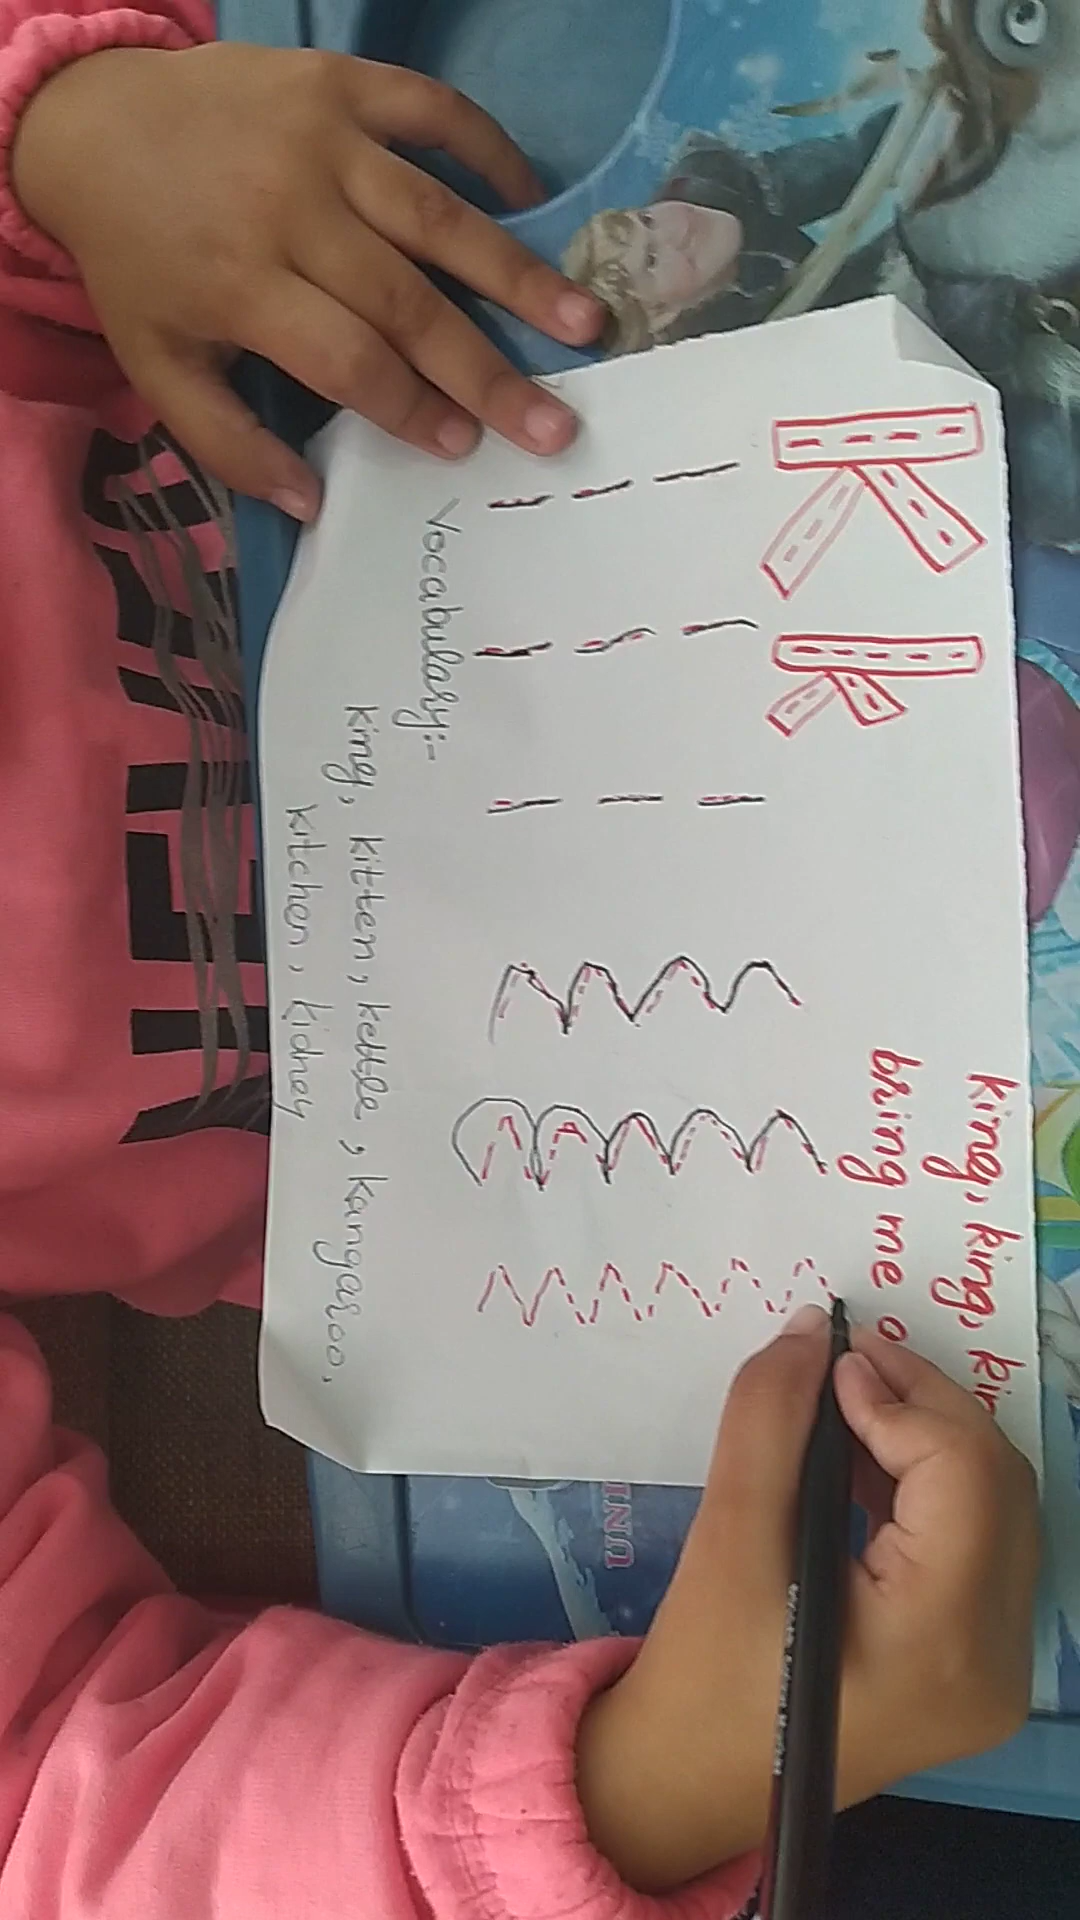 K k
king, king, kin
bring me a
Vocabulary:-
king, kitten, kettle, kangaroo,
kitchen, kidney